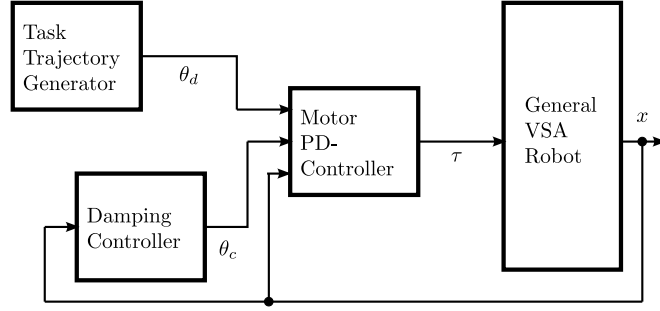 Task
Trajectory
Generator
θ_d
Motor
PD-
Controller
τ
General
VSA
Robot
x
Damping
Controller
θ_c